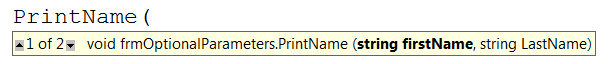 PrintName(
▲1 of 2▼ void frmOptionalParameters.PrintName (string firstName, string LastName)